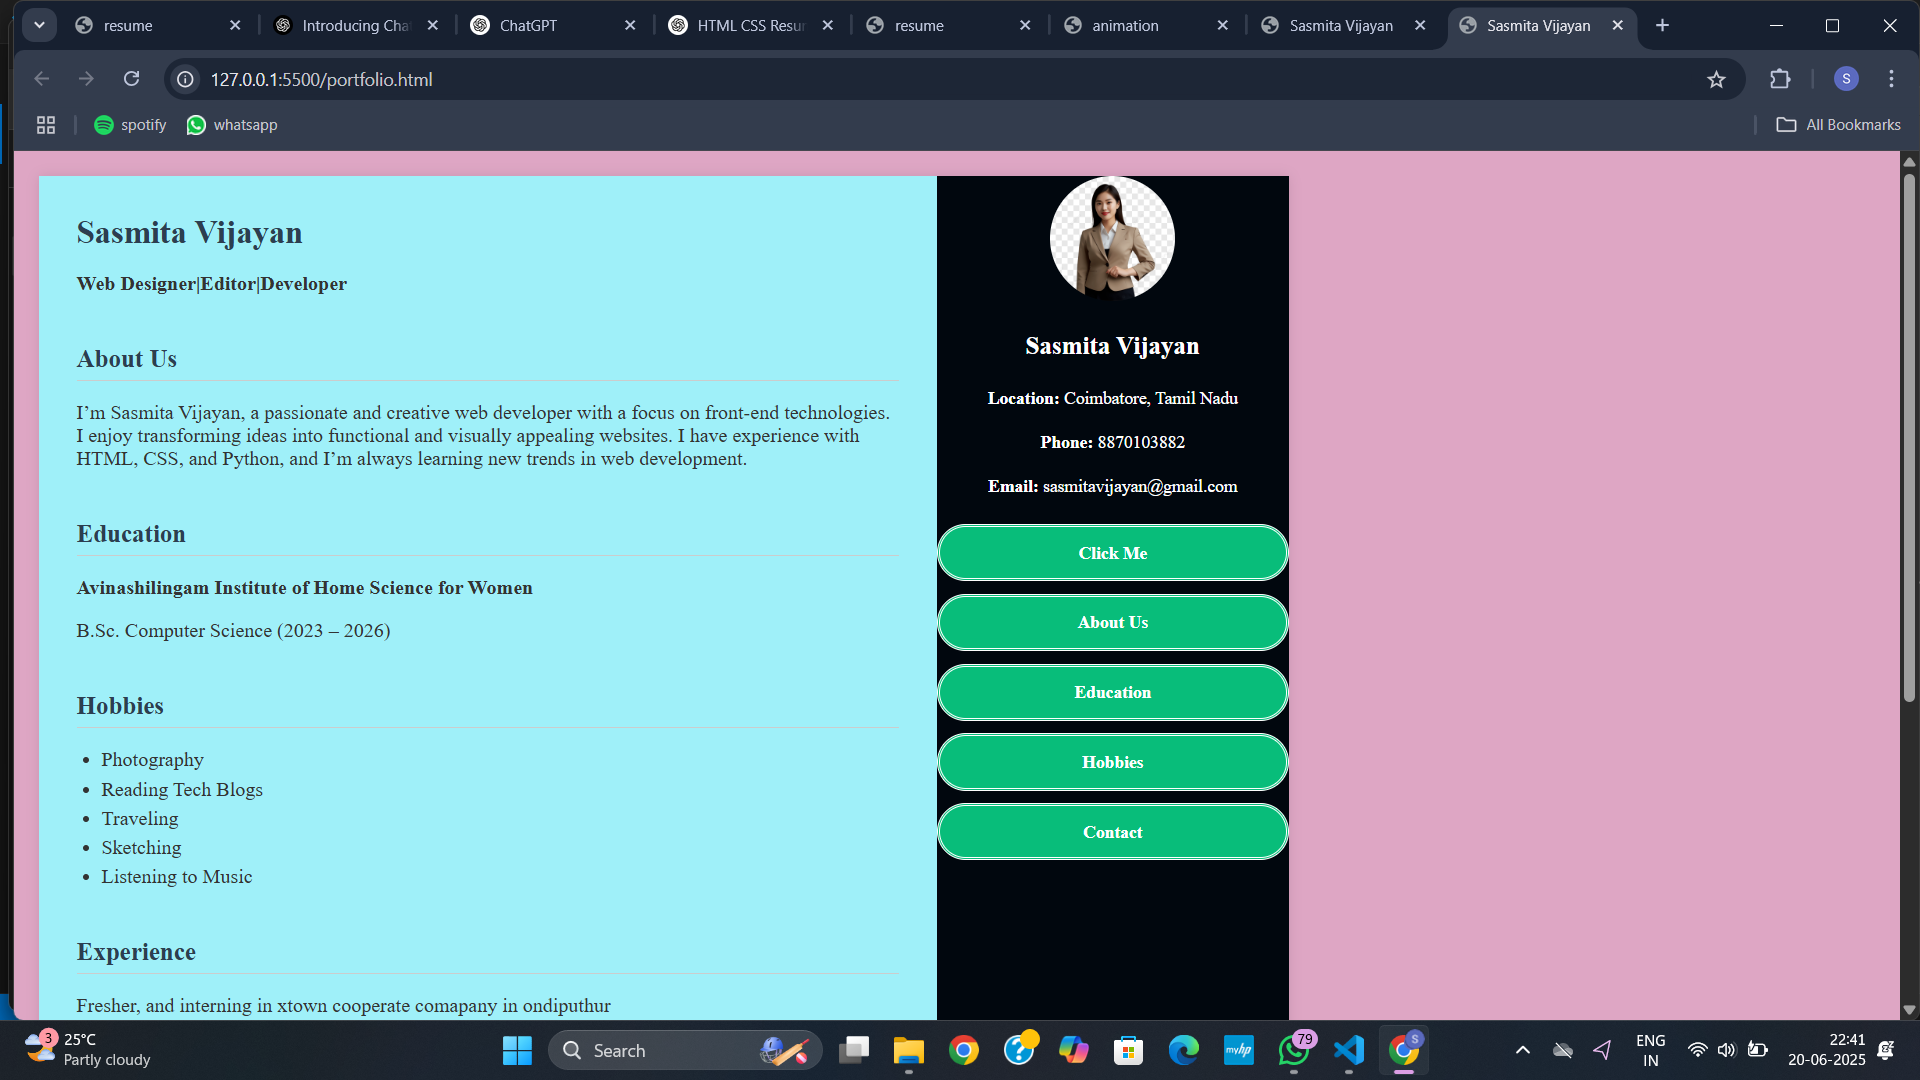 resume
Introducing Cha
ChatGPT
HTML CSS Resur
resume
animation
Sasmita Vijayan
Sasmita Vijayan
127.0.0.1:5500/portfolio.html
S
spotify
whatsapp
All Bookmarks
Sasmita Vijayan
Web Designer|Editor|Developer
About Us
I’m Sasmita Vijayan, a passionate and creative web developer with a focus on front-end technologies.
I enjoy transforming ideas into functional and visually appealing websites. I have experience with
HTML, CSS, and Python, and I’m always learning new trends in web development.
Education
Avinashilingam Institute of Home Science for Women
B.Sc. Computer Science (2023 – 2026)
Hobbies
Photography
Reading Tech Blogs
Traveling
Sketching
Listening to Music
Experience
Fresher, and interning in xtown cooperate comapany in ondiputhur
Sasmita Vijayan
Location: Coimbatore, Tamil Nadu
Phone: 8870103882
Email: sasmitavijayan@gmail.com
Click Me
About Us
Education
Hobbies
Contact
3
25°C
Partly cloudy
Search
myhp
79
S
ENG
IN
22:41
20-06-2025